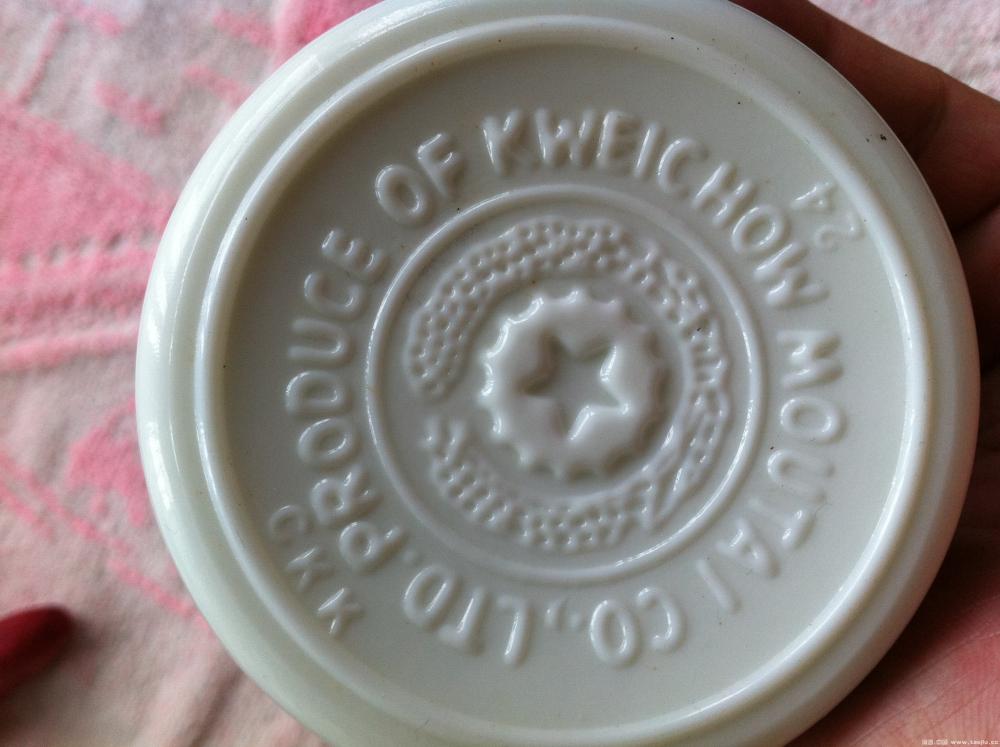 PRODUCE OF KWEICHOW MOUTAI CO., LTD.
24